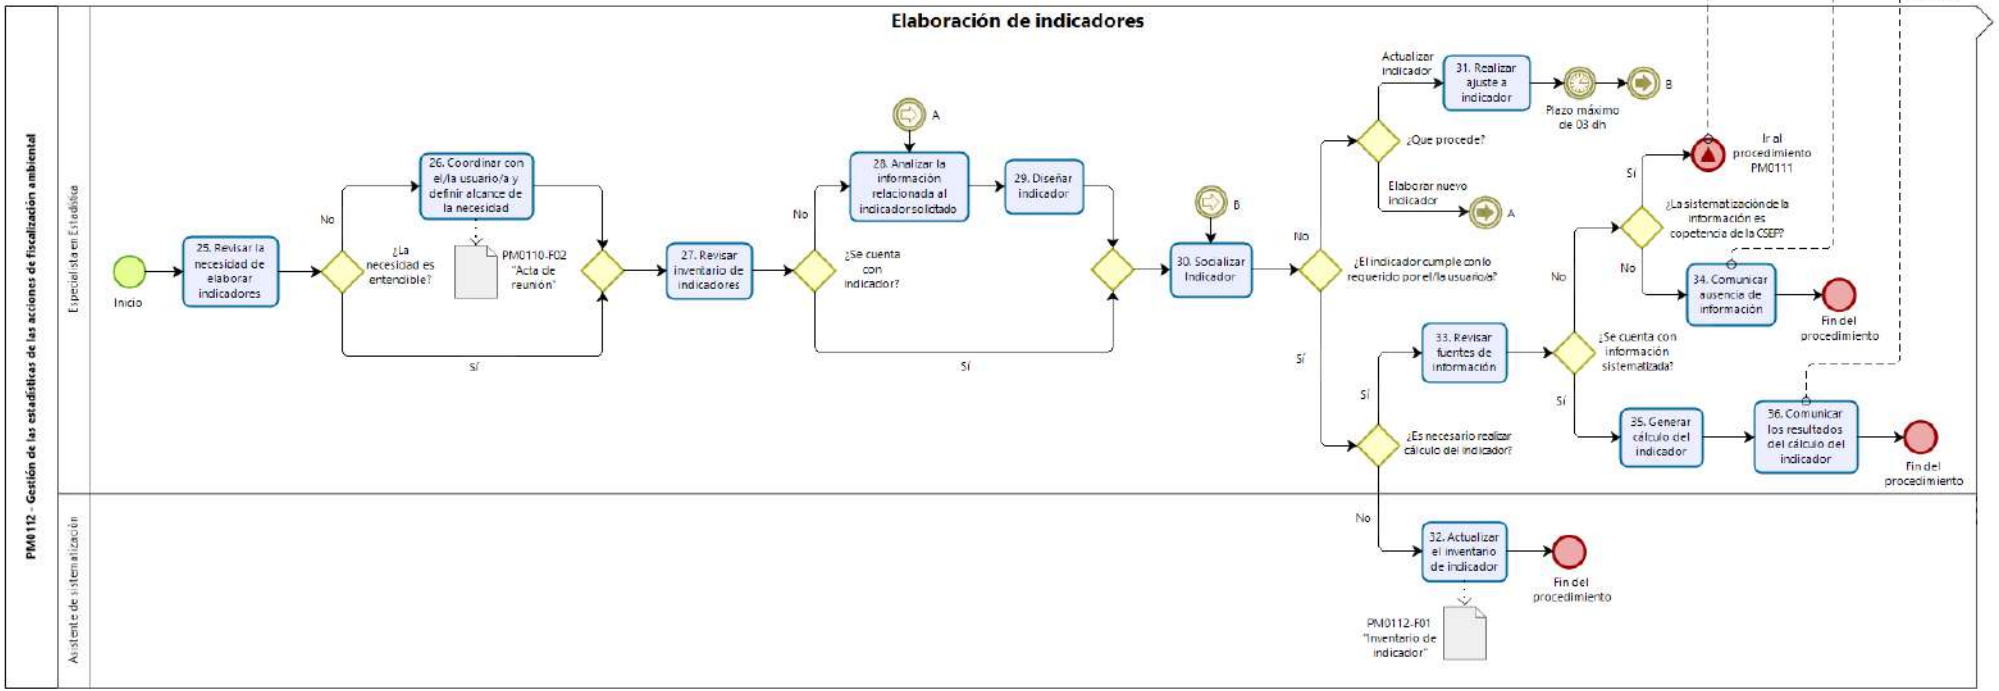 Elaboración de indicadores
PM0112 - Gestión de las estadísticas de las acciones de fiscalización ambiental
Especialista en Estadística
Asistente de sistematización
Inicio
25. Revisar la
necesidad de
elaborar
indicadores
¿La
necesidad es
entendible?
No
Sí
26. Coordinar con
el/la usuario/a y
definir alcance de
la necesidad
PM0110-F02
"Acta de
reunión"
27. Revisar
inventario de
indicadores
¿Se cuenta
con
indicador?
No
Sí
A
28. Analizar la
información
relacionada al
indicador solicitado
29. Diseñar
indicador
B
30. Socializar
Indicador
¿El indicador cumple con lo
requerido por el/la usuario/a?
No
Sí
¿Que procede?
Actualizar
indicador
31. Realizar
ajuste a
indicador
Plazo máximo
de 03 dh
B
Elaborar nuevo
indicador
A
¿Es necesario realizar
cálculo del indicador?
Sí
No
33. Revisar
fuentes de
información
¿Se cuenta con
información
sistematizada?
No
Sí
¿La sistematización de la
información es
copetencia de la CSEP?
Sí
No
Ir al
procedimiento
PM0111
34. Comunicar
ausencia de
información
Fin del
procedimiento
35. Generar
cálculo del
indicador
36. Comunicar
los resultados
del cálculo del
indicador
Fin del
procedimiento
32. Actualizar
el inventario
de indicador
Fin del
procedimiento
PM0112-F01
"Inventario de
indicador"